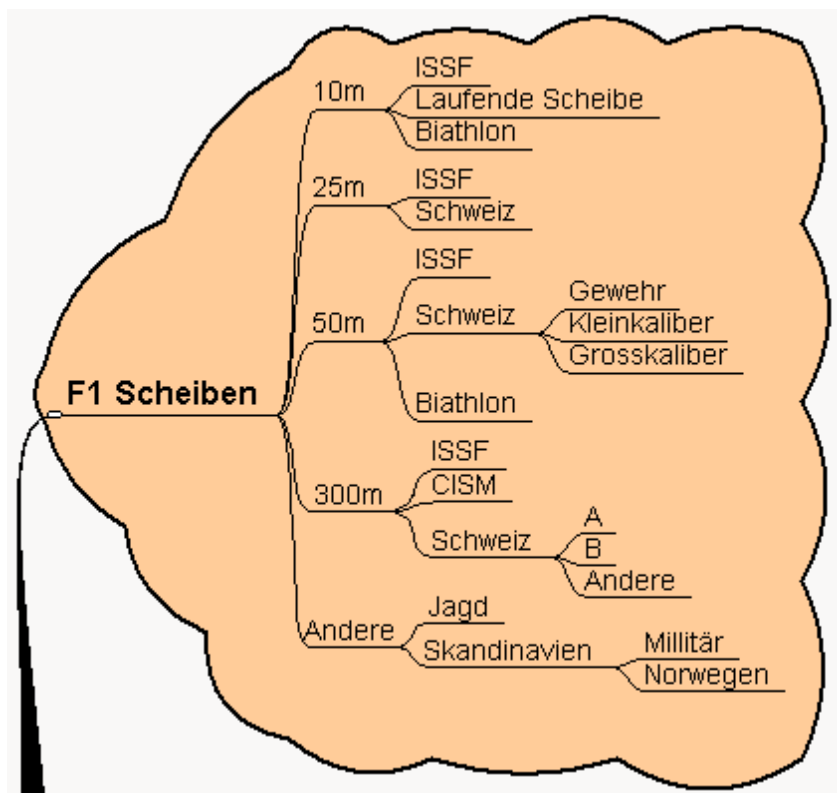 F1 Scheiben
10m
ISSF
Laufende Scheibe
Biathlon
25m
ISSF
Schweiz
50m
ISSF
Schweiz
Gewehr
Kleinkaliber
Grosskaliber
Biathlon
300m
ISSF
CISM
Schweiz
A
B
Andere
Andere
Jagd
Skandinavien
Millitär
Norwegen